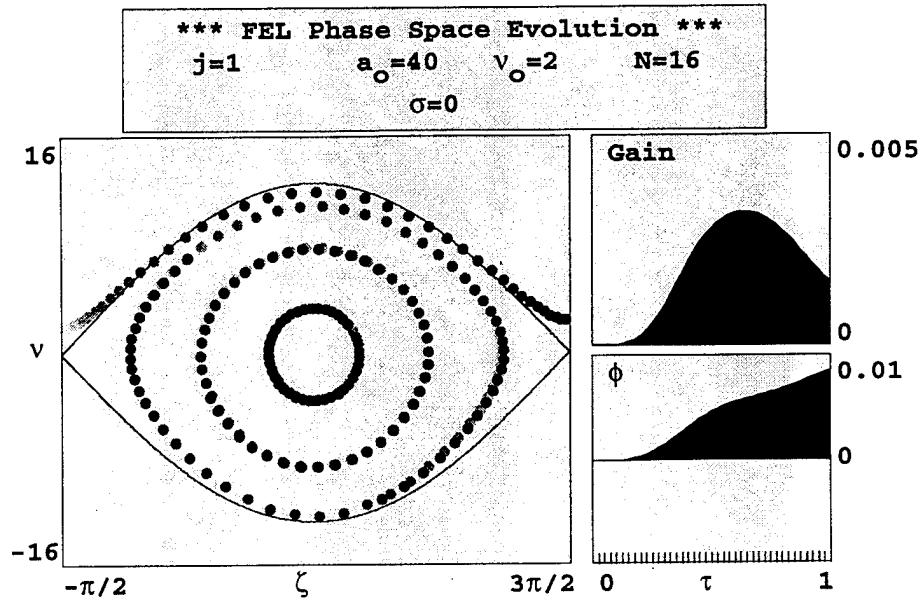 *** FEL Phase Space Evolution ***
j=1 a₀=40 ν₀=2 N=16
σ=0
16
ν
-16
-π/2 ζ 3π/2
Gain
0.005
0
ϕ
0.01
0
0 τ 1